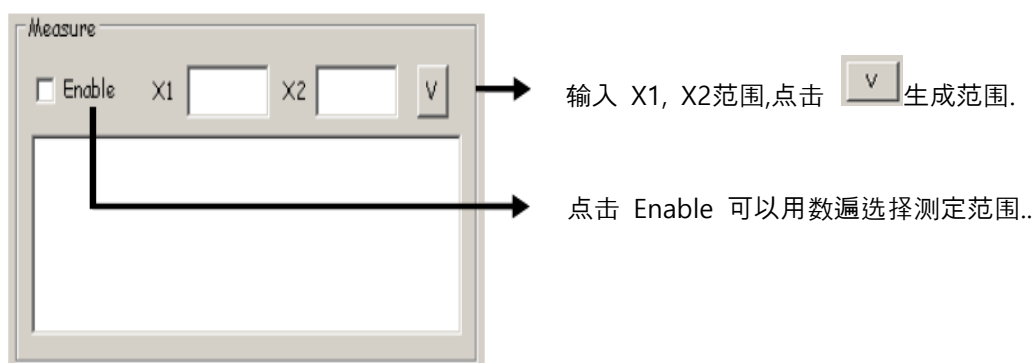 Measure
Enable X1 X2 V
输入 X1, X2范围,点击 V 生成范围.
点击 Enable 可以用数遍选择测定范围..